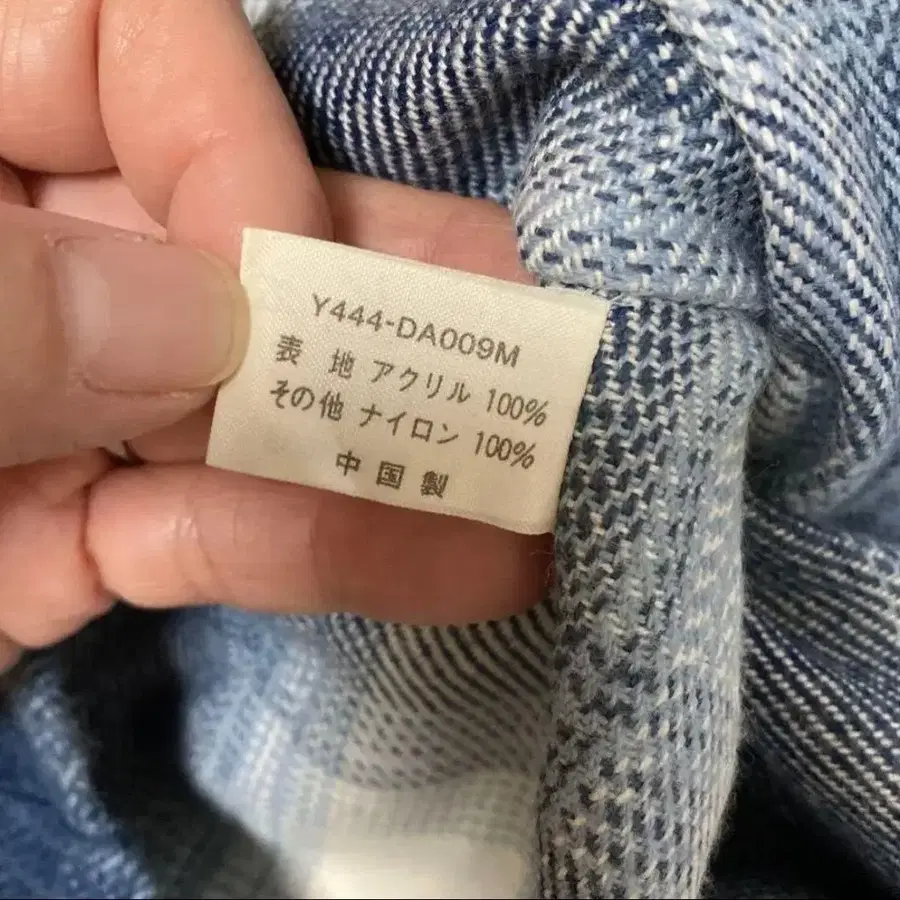 Y444-DA009M
表 地 アクリル 100%
その他 ナイロン 100%
中 国 製